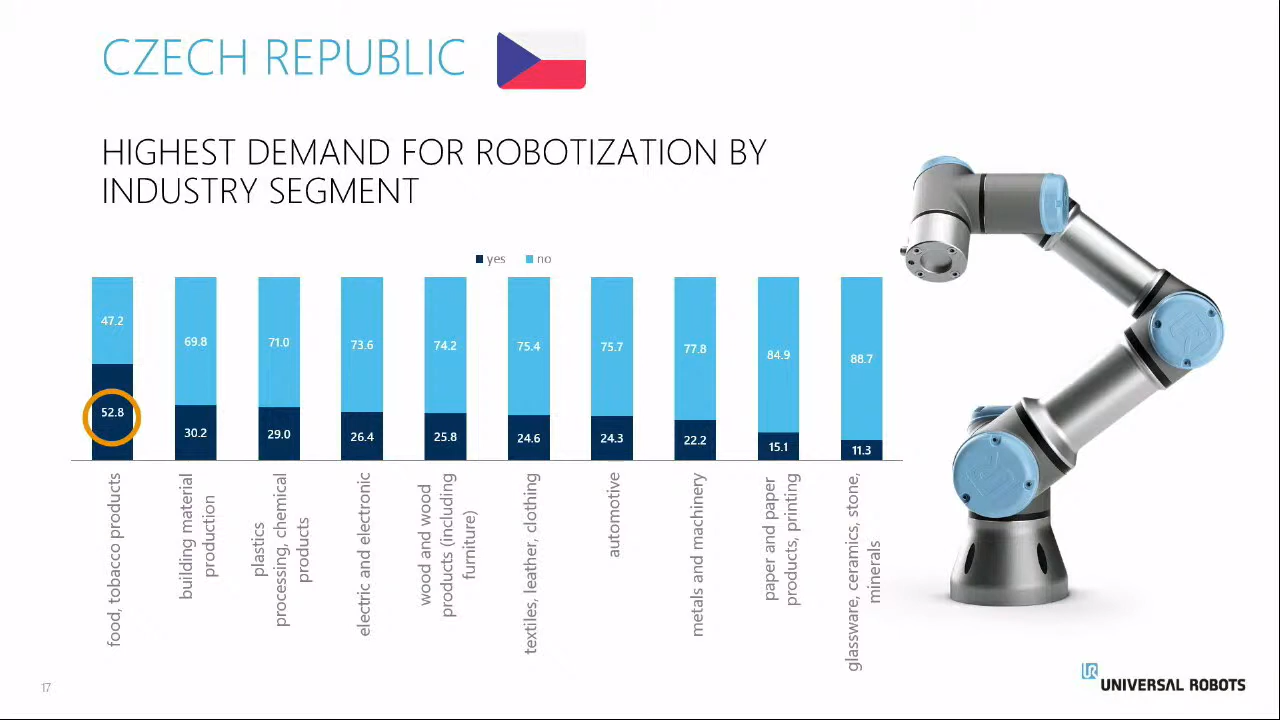 CZECH REPUBLIC
HIGHEST DEMAND FOR ROBOTIZATION BY
INDUSTRY SEGMENT
yes no
47.2
69.8
71.0
73.6
74.2
75.4
75.7
77.8
84.9
88.7
52.8
30.2
29.0
26.4
25.8
24.6
24.3
22.2
15.1
11.3
food, tobacco products
building material
production
plastics
processing, chemical
products
electric and electronic
wood and wood
products (including
furniture)
textiles, leather, clothing
automotive
metals and machinery
paper and paper
products, printing
glassware, ceramics, stone,
minerals
17
UR
UNIVERSAL ROBOTS